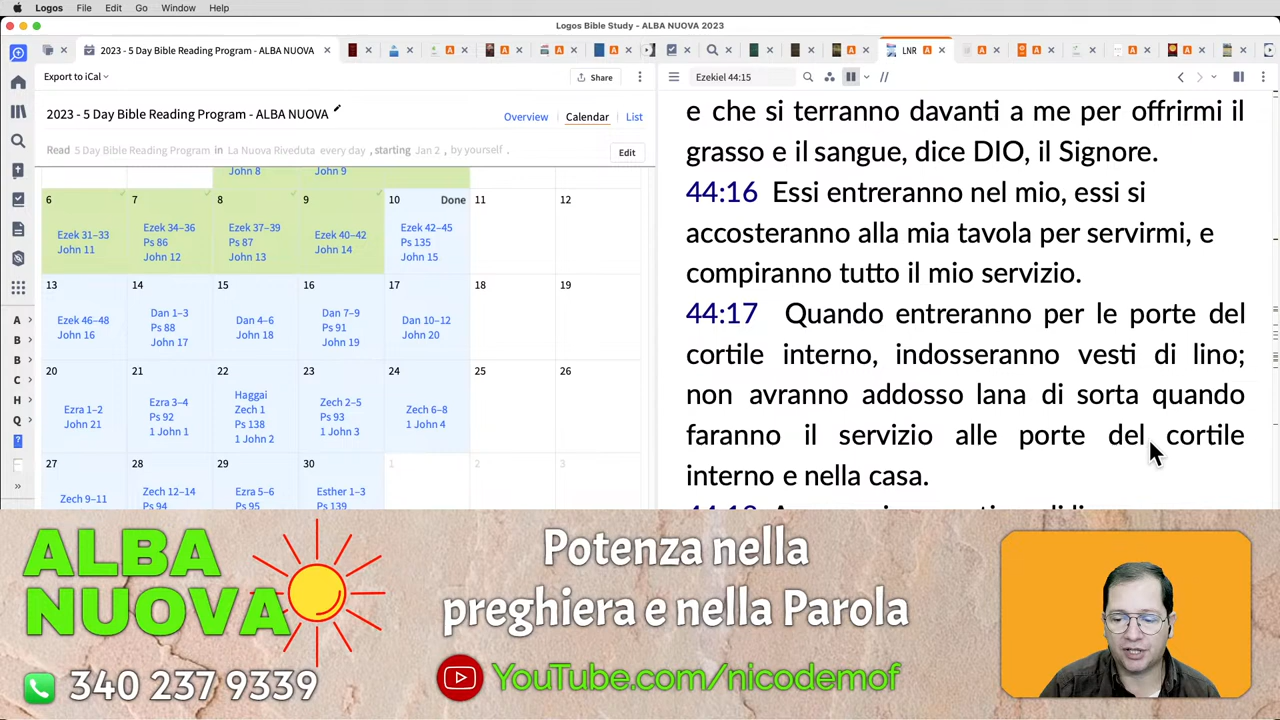 Logos File Edit Go Window Help
Logos Bible Study - ALBA NUOVA 2023
2023 - 5 Day Bible Reading Program - ALBA NUOVA
LNR
Export to iCal
Share
Ezekiel 44:15
2023 - 5 Day Bible Reading Program - ALBA NUOVA
Overview Calendar List
Read 5 Day Bible Reading Program in La Nuova Riveduta every day , starting Jan 2 , by yourself .
Edit
John 8 John 9
6 7 8 9 10 Done 11 12
Ezek 31–33
John 11
Ezek 34–36
Ps 86
John 12
Ezek 37–39
Ps 87
John 13
Ezek 40–42
John 14
Ezek 42–45
Ps 135
John 15
13 14 15 16 17 18 19
Ezek 46–48
John 16
Dan 1–3
Ps 88
John 17
Dan 4–6
John 18
Dan 7–9
Ps 91
John 19
Dan 10–12
John 20
20 21 22 23 24 25 26
Ezra 1–2
John 21
Ezra 3–4
Ps 92
1 John 1
Haggai
Zech 1
Ps 138
1 John 2
Zech 2–5
Ps 93
1 John 3
Zech 6–8
1 John 4
27 28 29 30 1 2 3
Zech 9–11
Zech 12–14
Ps 94
Ezra 5–6
Ps 95
Esther 1–3
Ps 139
A
B
B
C
H
Q
?
e che si terranno davanti a me per offrirmi il
grasso e il sangue, dice DIO, il Signore.
44:16 Essi entreranno nel mio, essi si
accosteranno alla mia tavola per servirmi, e
compiranno tutto il mio servizio.
44:17 Quando entreranno per le porte del
cortile interno, indosseranno vesti di lino;
non avranno addosso lana di sorta quando
faranno il servizio alle porte del cortile
interno e nella casa.
ALBA
NUOVA
340 237 9339
Potenza nella
preghiera e nella Parola
YouTube.com/nicodemof